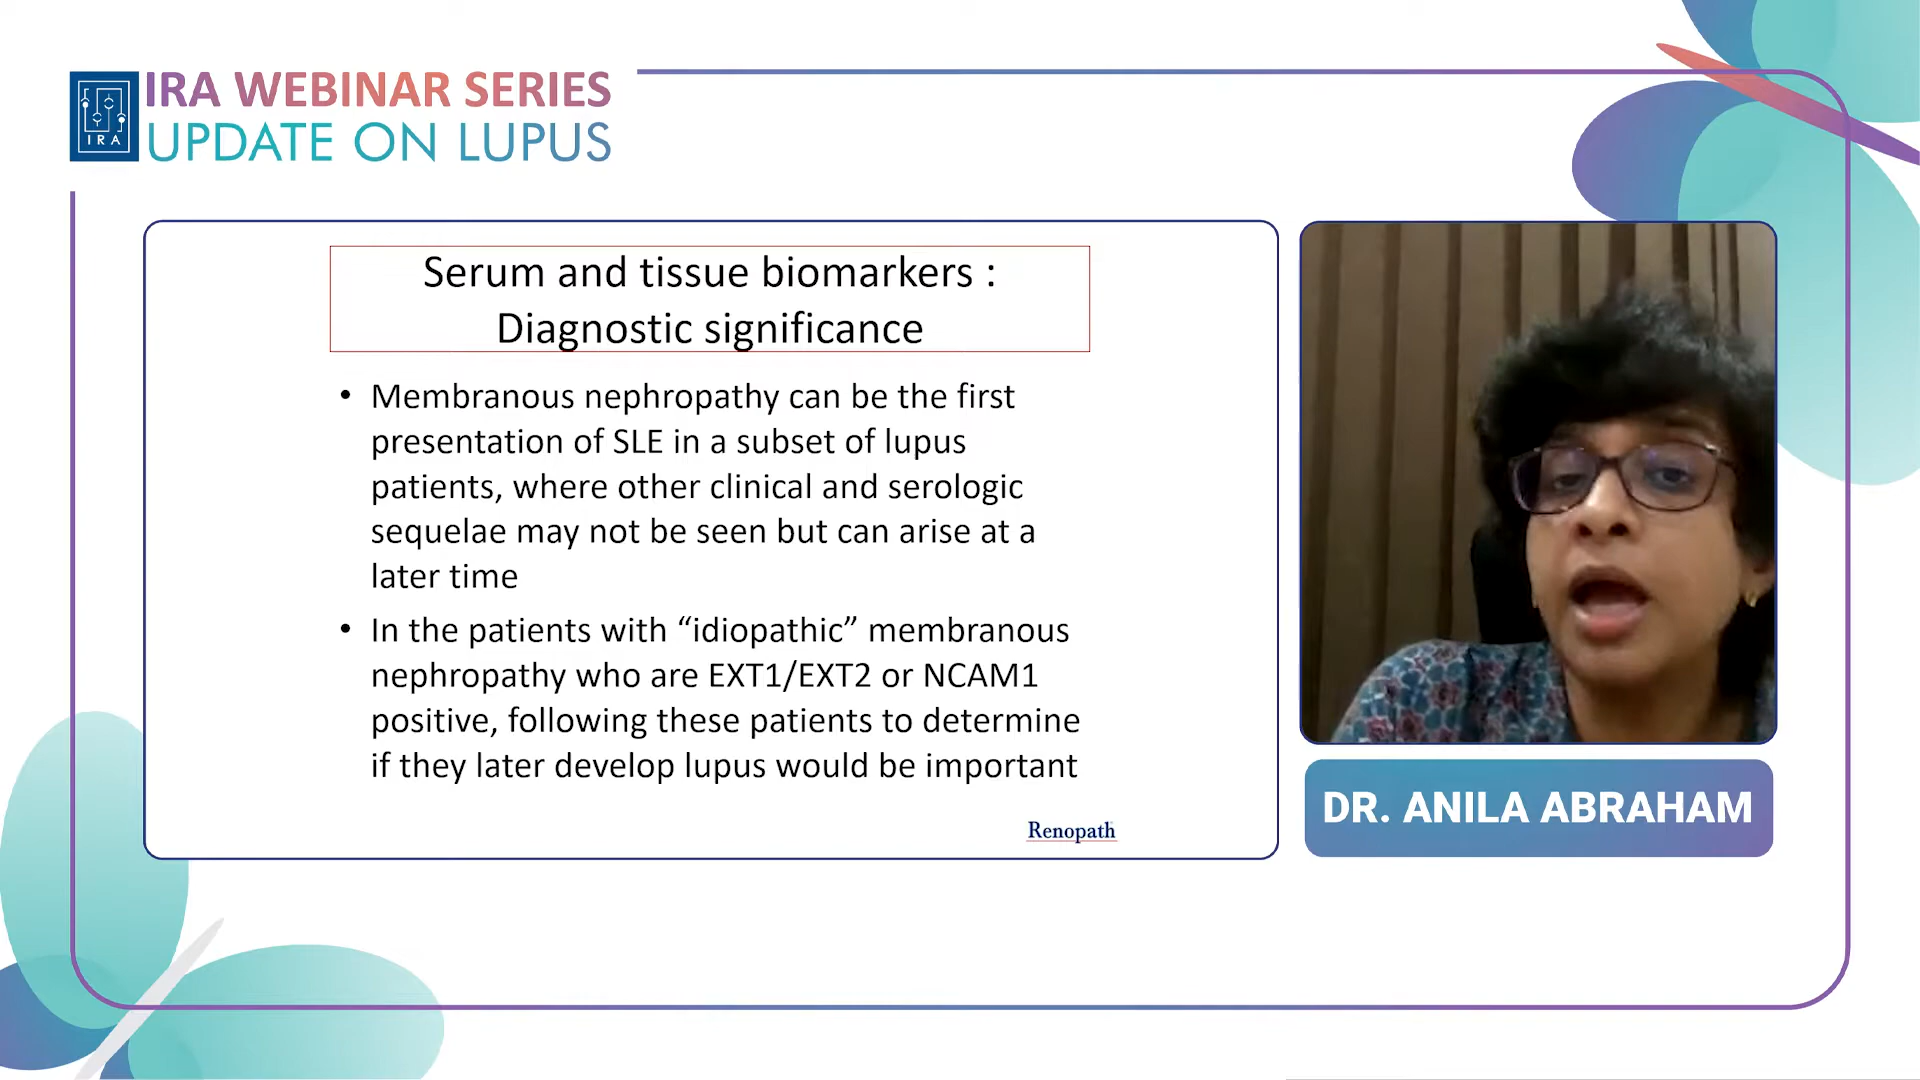 IRA WEBINAR SERIES
UPDATE ON LUPUS
IRA
Serum and tissue biomarkers :
Diagnostic significance
• Membranous nephropathy can be the first
presentation of SLE in a subset of lupus
patients, where other clinical and serologic
sequelae may not be seen but can arise at a
later time
• In the patients with “idiopathic” membranous
nephropathy who are EXT1/EXT2 or NCAM1
positive, following these patients to determine
if they later develop lupus would be important
Renopath
DR. ANILA ABRAHAM